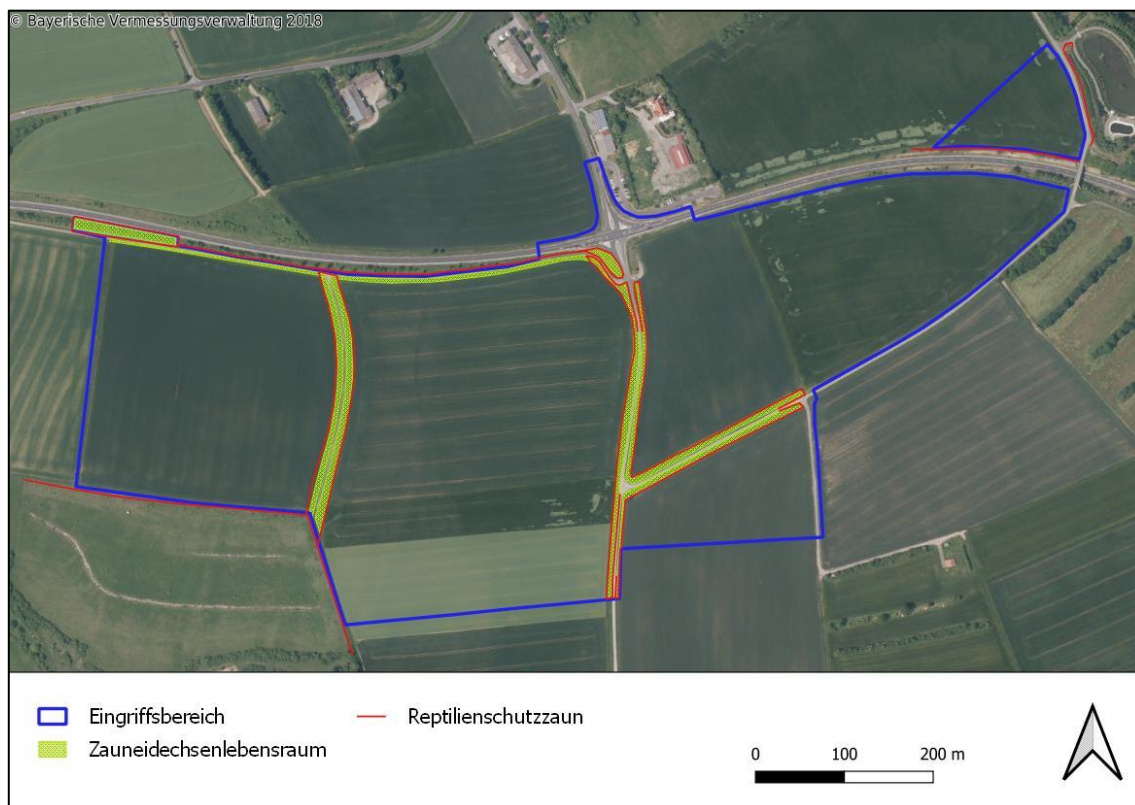 © Bayerische Vermessungsverwaltung 2018
Eingriffsbereich
Reptilienschutzzaun
Zauneidechsenlebensraum
0 100 200 m